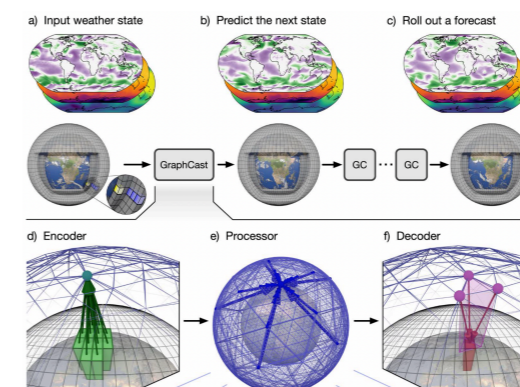 a) Input weather state
b) Predict the next state
c) Roll out a forecast
GraphCast
GC
GC
d) Encoder
e) Processor
f) Decoder